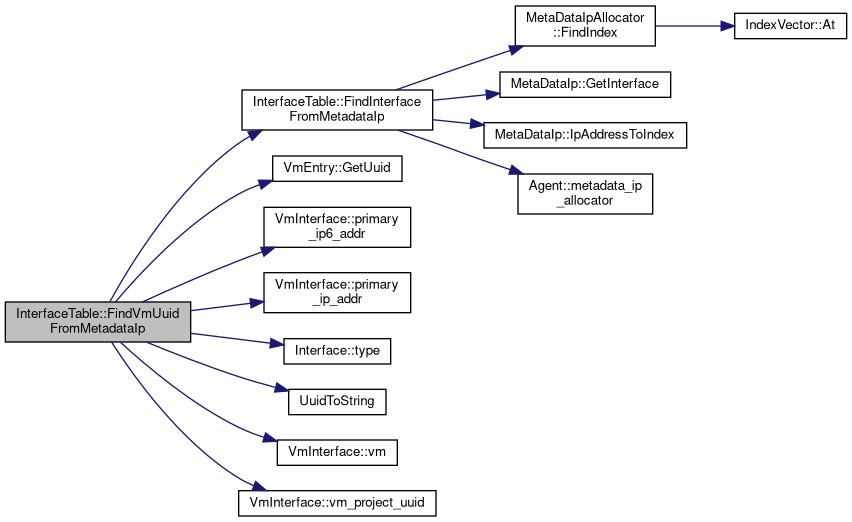 MetaDataIpAllocator
::FindIndex
IndexVector::At
MetaDataIp::GetInterface
InterfaceTable::FindInterface
FromMetadataIp
MetaDataIp::IpAddressToIndex
VmEntry::GetUuid
Agent::metadata_ip
_allocator
VmInterface::primary
_ip6_addr
VmInterface::primary
_ip_addr
InterfaceTable::FindVmUuid
FromMetadataIp
Interface::type
UuidToString
VmInterface::vm
VmInterface::vm_project_uuid